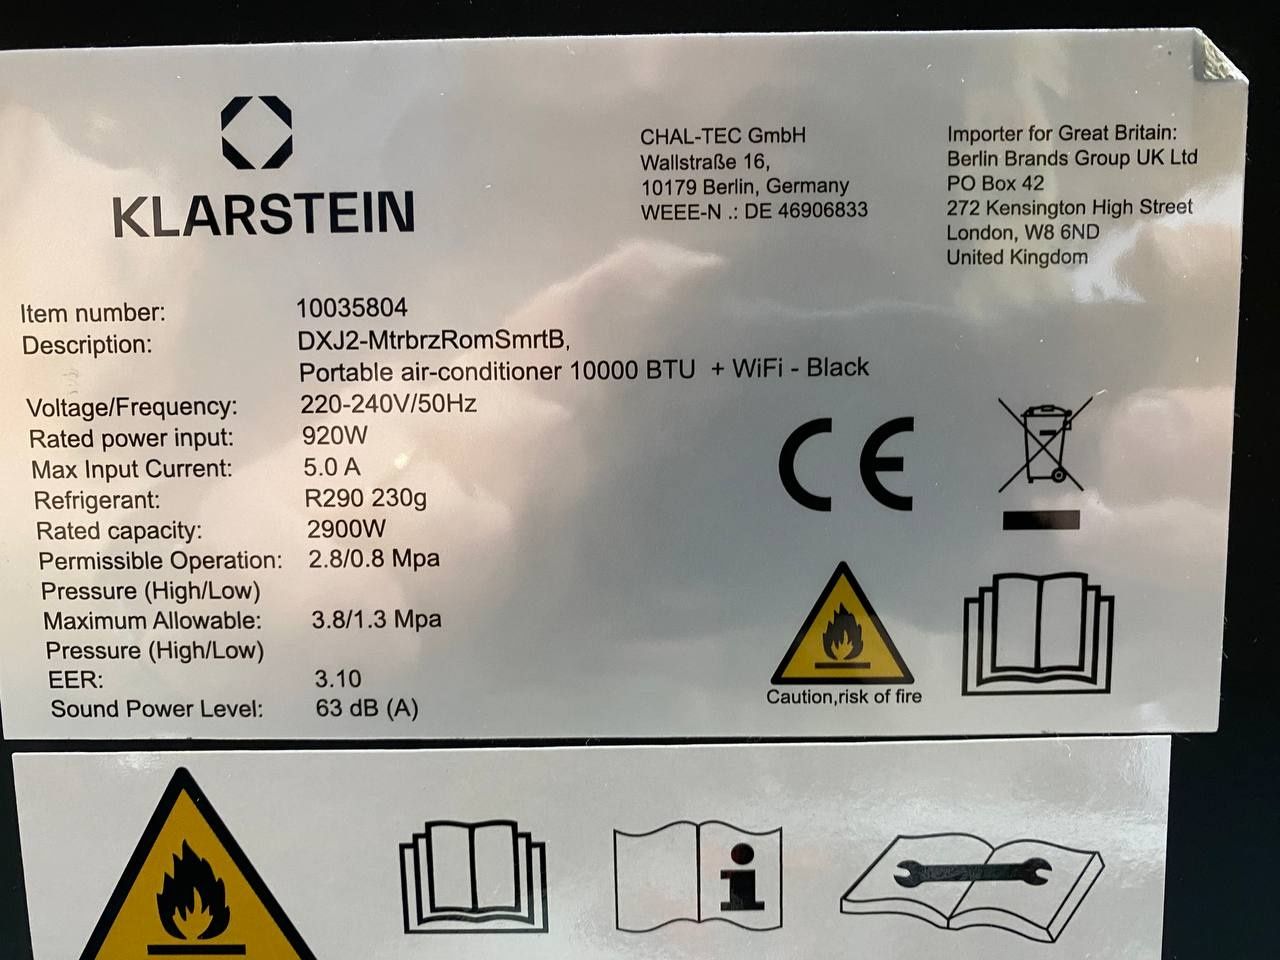 KLARSTEIN
CHAL-TEC GmbH
Wallstraße 16,
10179 Berlin, Germany
WEEE-N .: DE 46906833
Importer for Great Britain:
Berlin Brands Group UK Ltd
PO Box 42
272 Kensington High Street
London, W8 6ND
United Kingdom
Item number: 10035804
Description: DXJ2-MtrbrzRomSmrtB,
Portable air-conditioner 10000 BTU + WiFi - Black
Voltage/Frequency: 220-240V/50Hz
Rated power input: 920W
Max Input Current: 5.0 A
Refrigerant: R290 230g
Rated capacity: 2900W
Permissible Operation: 2.8/0.8 Mpa
Pressure (High/Low)
Maximum Allowable: 3.8/1.3 Mpa
Pressure (High/Low)
EER: 3.10
Sound Power Level: 63 dB (A)
CE
Caution,risk of fire